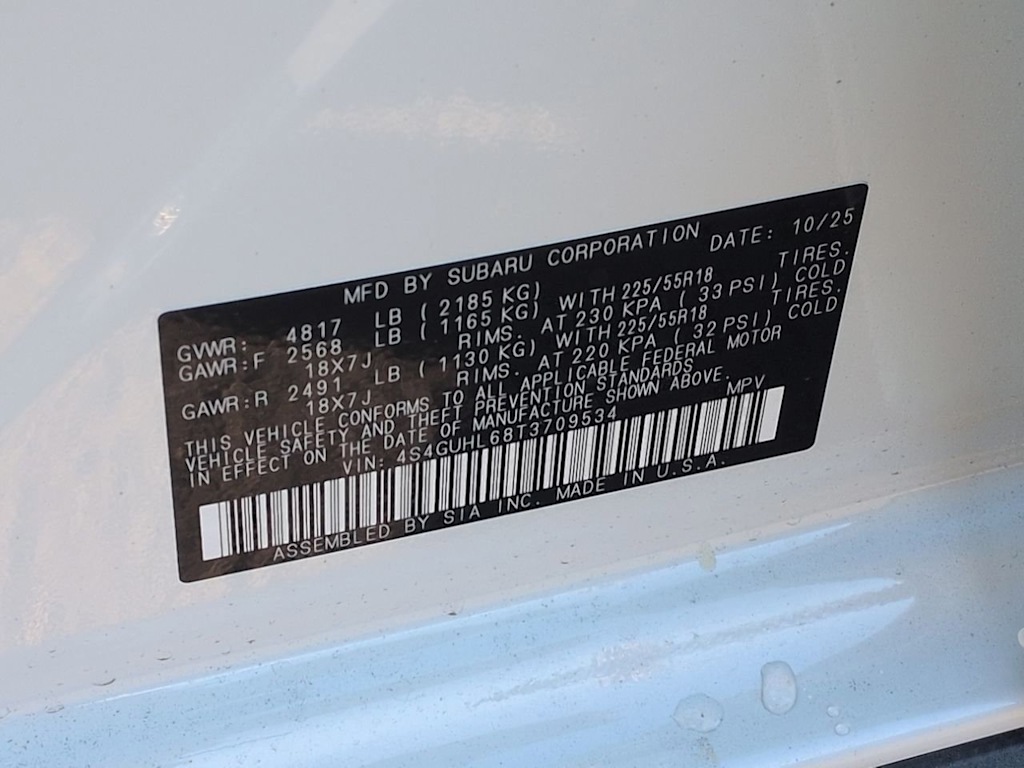 MFD BY SUBARU CORPORATION DATE: 10/25
GVWR: 4817 LB ( 2185 KG)
GAWR:F 2568 LB ( 1165 KG) WITH 225/55R18 TIRES.
18X7J RIMS. AT 230 KPA ( 33 PSI) COLD
GAWR:R 2491 LB ( 1130 KG) WITH 225/55R18 TIRES.
18X7J RIMS. AT 220 KPA ( 32 PSI) COLD
THIS VEHICLE CONFORMS TO ALL APPLICABLE FEDERAL MOTOR
VEHICLE SAFETY AND THEFT PREVENTION STANDARDS
IN EFFECT ON THE DATE OF MANUFACTURE SHOWN ABOVE.
VIN: 4S4GUHL68T3709534 MPV
ASSEMBLED BY SIA INC. MADE IN U.S.A.